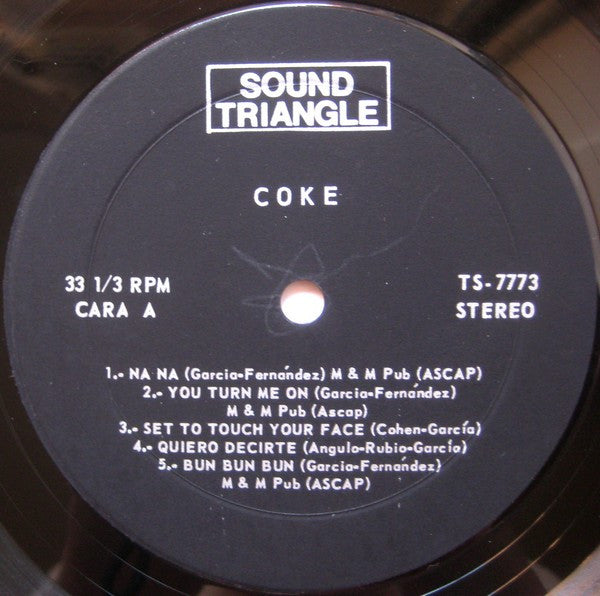 SOUND
TRIANGLE
COKE
33 1/3 RPM
CARA A
TS-7773
STEREO
1.- NA NA (Garcia-Fernández) M & M Pub (ASCAP)
2.- YOU TURN ME ON (Garcia-Fernández)
M & M Pub (Ascap)
3.- SET TO TOUCH YOUR FACE (Cohen-García)
4.- QUIERO DECIRTE (Angulo-Rubio-García)
5.- BUN BUN BUN (Garcia-Fernández)
M & M Pub (ASCAP)